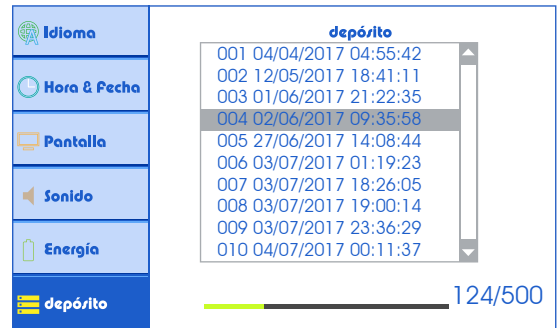 Idioma
Hora & Fecha
Pantalla
Sonido
Energía
depósito
depósito
001 04/04/2017 04:55:42
002 12/05/2017 18:41:11
003 01/06/2017 21:22:35
004 02/06/2017 09:35:58
005 27/06/2017 14:08:44
006 03/07/2017 01:19:23
007 03/07/2017 18:26:05
008 03/07/2017 19:00:14
009 03/07/2017 23:36:29
010 04/07/2017 00:11:37
124/500